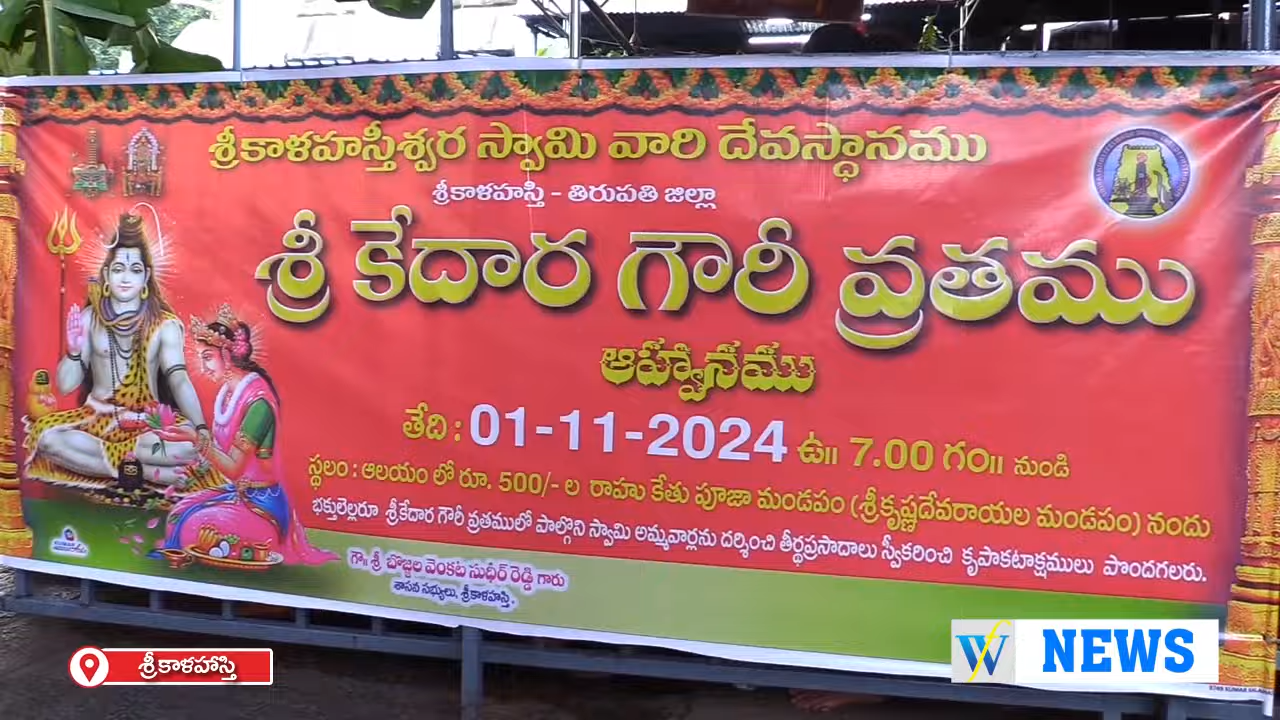 శ్రీకాళహస్తీశ్వర స్వామి వారి దేవస్థానము
శ్రీకాళహస్తి - తిరుపతి జిల్లా
శ్రీ కేదార గౌరీ వ్రతము
ఆహ్వానము
తేది : 01-11-2024 ఉ॥ 7.00 గం॥ నుండి
స్థలం : ఆలయం లో రూ. 500/- ల రాహు కేతు పూజా మండపం (శ్రీకృష్ణదేవరాయల మండపం) నందు
భక్తులెల్లరూ శ్రీకేదార గౌరీ వ్రతములో పాల్గొని స్వామి అమ్మవార్లను దర్శించి తీర్థప్రసాదాలు స్వీకరించి కృపాకటాక్షములు పొందగలరు.
గౌ॥ శ్రీ బొజ్జల వెంకట సుధీర్ రెడ్డి గారు
శాసన సభ్యులు, శ్రీకాళహస్తి.
శ్రీకాళహాస్తి
W NEWS